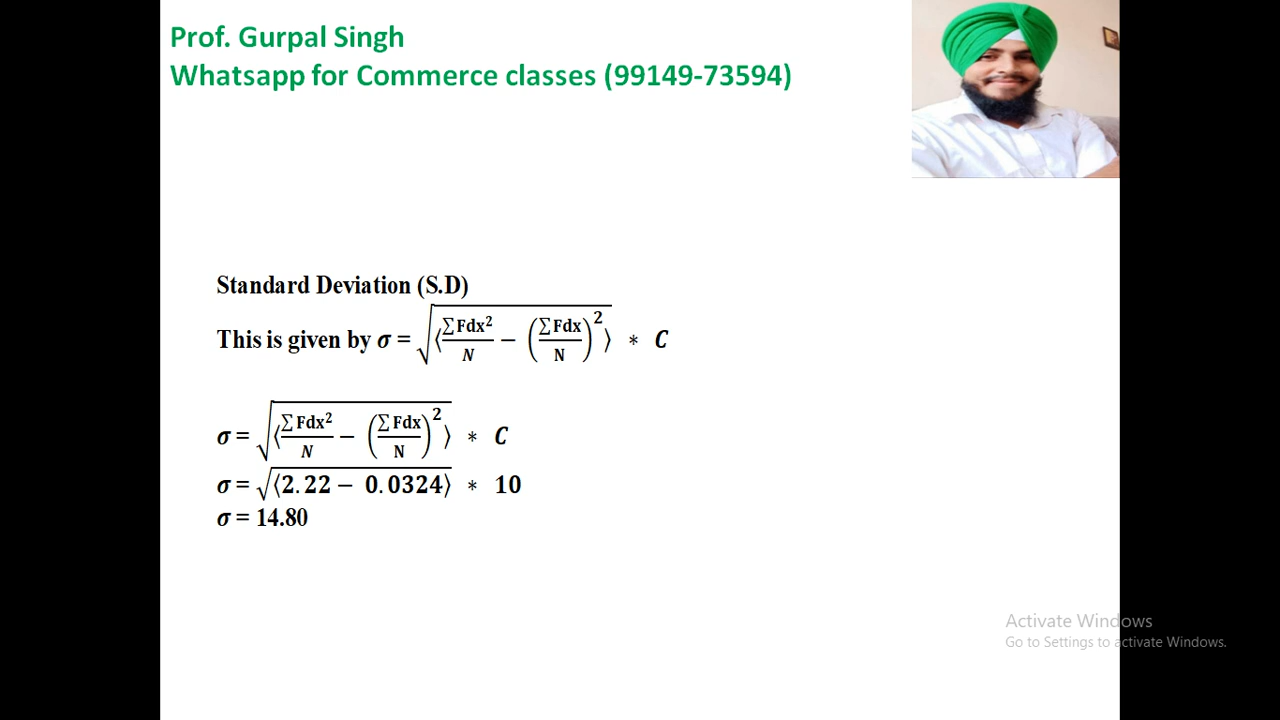 Prof. Gurpal Singh
Whatsapp for Commerce classes (99149-73594)
Standard Deviation (S.D)
This is given by σ = √⟨∑Fdx²/N − (∑Fdx/N)²⟩ * C
σ = √⟨∑Fdx²/N − (∑Fdx/N)²⟩ * C
σ = √⟨2.22 − 0.0324⟩ * 10
σ = 14.80
Activate Windows
Go to Settings to activate Windows.